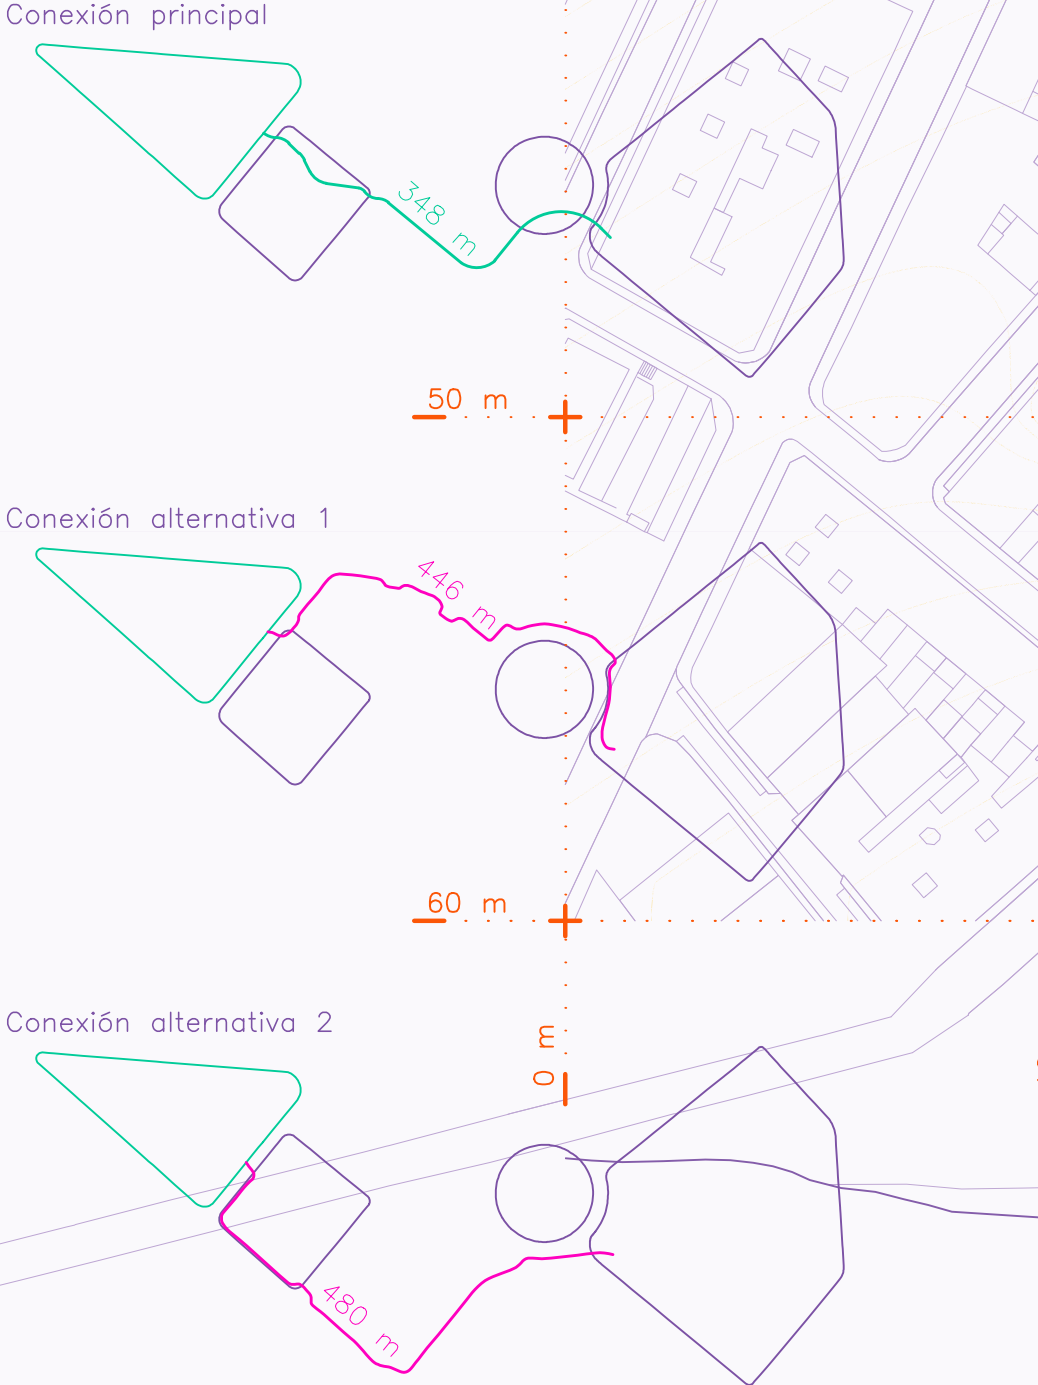 Conexión principal
348 m
50 m
Conexión alternativa 1
446 m
60 m
Conexión alternativa 2
0 m
480 m